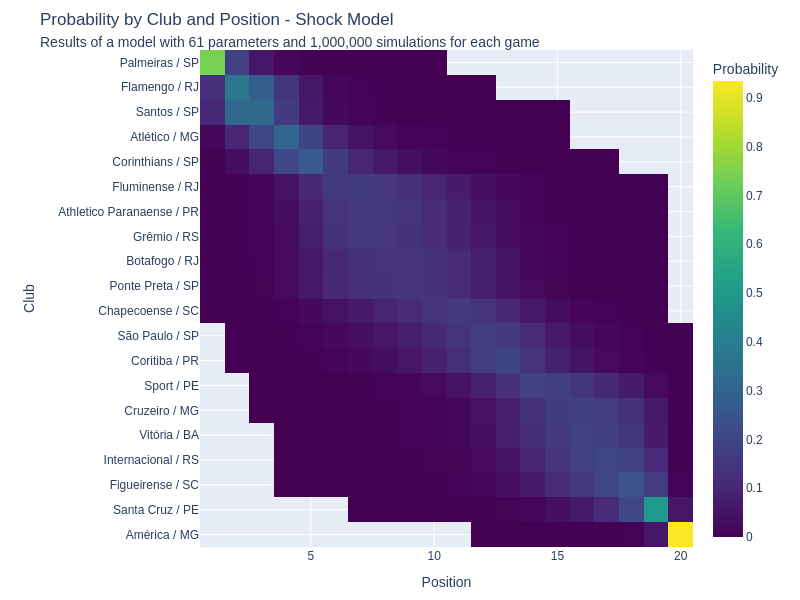 Probability by Club and Position - Shock Model
Results of a model with 61 parameters and 1,000,000 simulations for each game
Palmeiras / SP
Flamengo / RJ
Santos / SP
Atlético / MG
Corinthians / SP
Fluminense / RJ
Athletico Paranaense / PR
Grêmio / RS
Botafogo / RJ
Ponte Preta / SP
Chapecoense / SC
São Paulo / SP
Coritiba / PR
Sport / PE
Cruzeiro / MG
Vitória / BA
Internacional / RS
Figueirense / SC
Santa Cruz / PE
América / MG
Club
5
10
15
20
Position
Probability
0.9
0.8
0.7
0.6
0.5
0.4
0.3
0.2
0.1
0